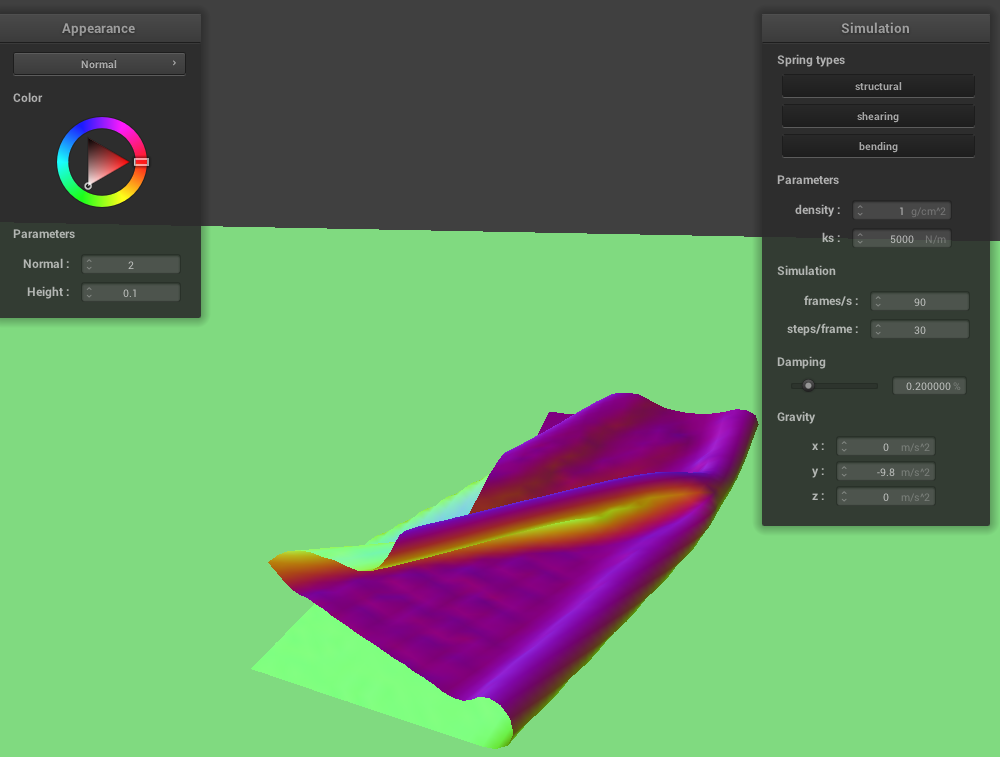 Appearance
Normal
Color
Parameters
Normal : 2
Height : 0.1
Simulation
Spring types
structural
shearing
bending
Parameters
density : 1 g/cm^2
ks : 5000 N/m
Simulation
frames/s : 90
steps/frame : 30
Damping
0.200000 %
Gravity
x : 0 m/s^2
y : -9.8 m/s^2
z : 0 m/s^2